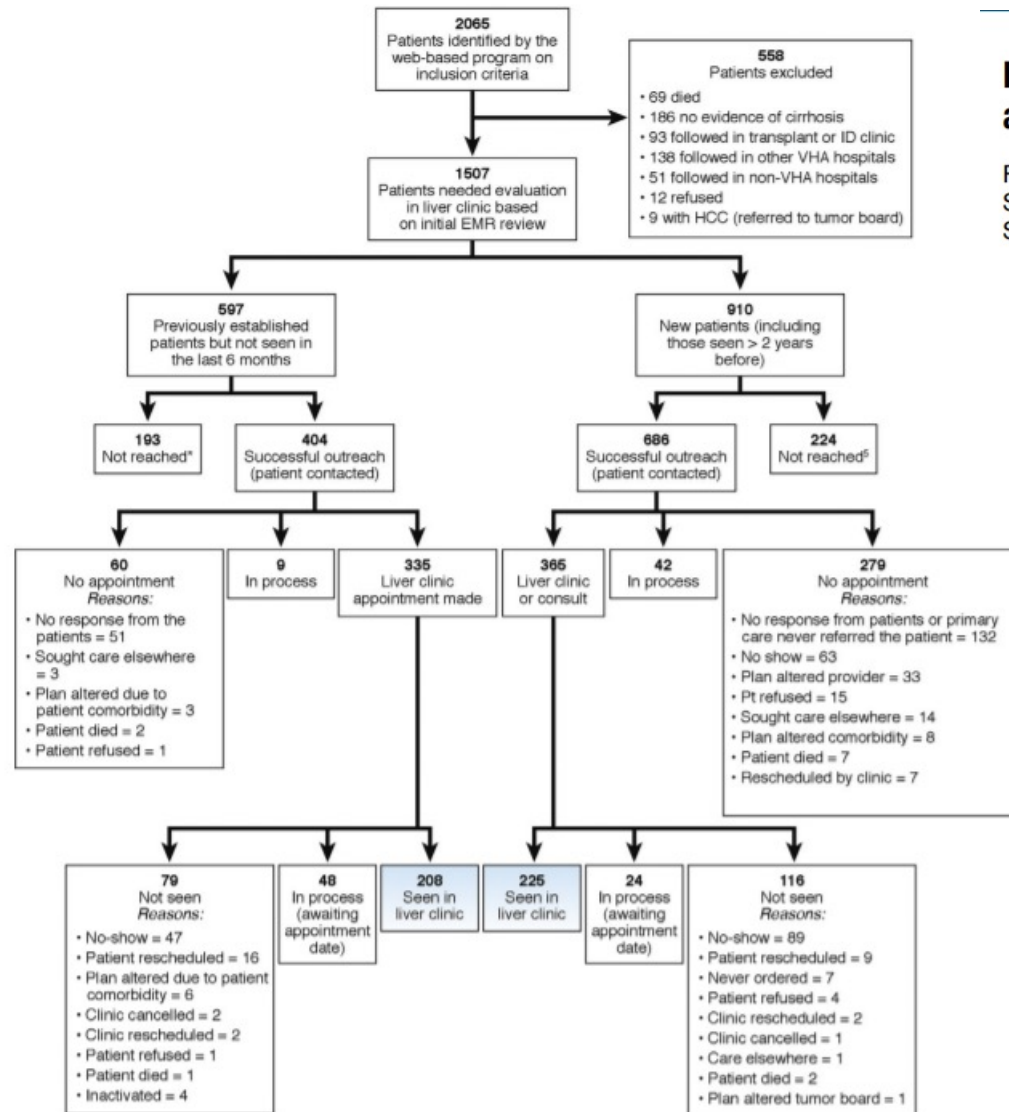 2065
Patients identified by the
web-based program on
inclusion criteria
558
Patients excluded
• 69 died
• 186 no evidence of cirrhosis
• 93 followed in transplant or ID clinic
• 138 followed in other VHA hospitals
• 51 followed in non-VHA hospitals
• 12 refused
• 9 with HCC (referred to tumor board)
1507
Patients needed evaluation
in liver clinic based
on initial EMR review
597
Previously established
patients but not seen in
the last 6 months
910
New patients (including
those seen > 2 years
before)
193
Not reached*
404
Successful outreach
(patient contacted)
686
Successful outreach
(patient contacted)
224
Not reached§
60
No appointment
Reasons:
• No response from the
patients = 51
• Sought care elsewhere
= 3
• Plan altered due to
patient comorbidity = 3
• Patient died = 2
• Patient refused = 1
9
In process
335
Liver clinic
appointment made
365
Liver clinic
or consult
42
In process
279
No appointment
Reasons:
• No response from patients or primary
care never referred the patient = 132
• No show = 63
• Plan altered provider = 33
• Pt refused = 15
• Sought care elsewhere = 14
• Plan altered comorbidity = 8
• Patient died = 7
• Rescheduled by clinic = 7
79
Not seen
Reasons:
• No-show = 47
• Patient rescheduled = 16
• Plan altered due to patient
comorbidity = 6
• Clinic cancelled = 2
• Clinic rescheduled = 2
• Patient refused = 1
• Patient died = 1
• Inactivated = 4
48
In process
(awaiting
appointment
date)
208
Seen in
liver clinic
225
Seen in
liver clinic
24
In process
(awaiting
appointment
date)
116
Not seen
Reasons:
• No-show = 89
• Patient rescheduled = 9
• Never ordered = 7
• Patient refused = 4
• Clinic rescheduled = 2
• Clinic cancelled = 1
• Care elsewhere = 1
• Patient died = 2
• Plan altered tumor board = 1